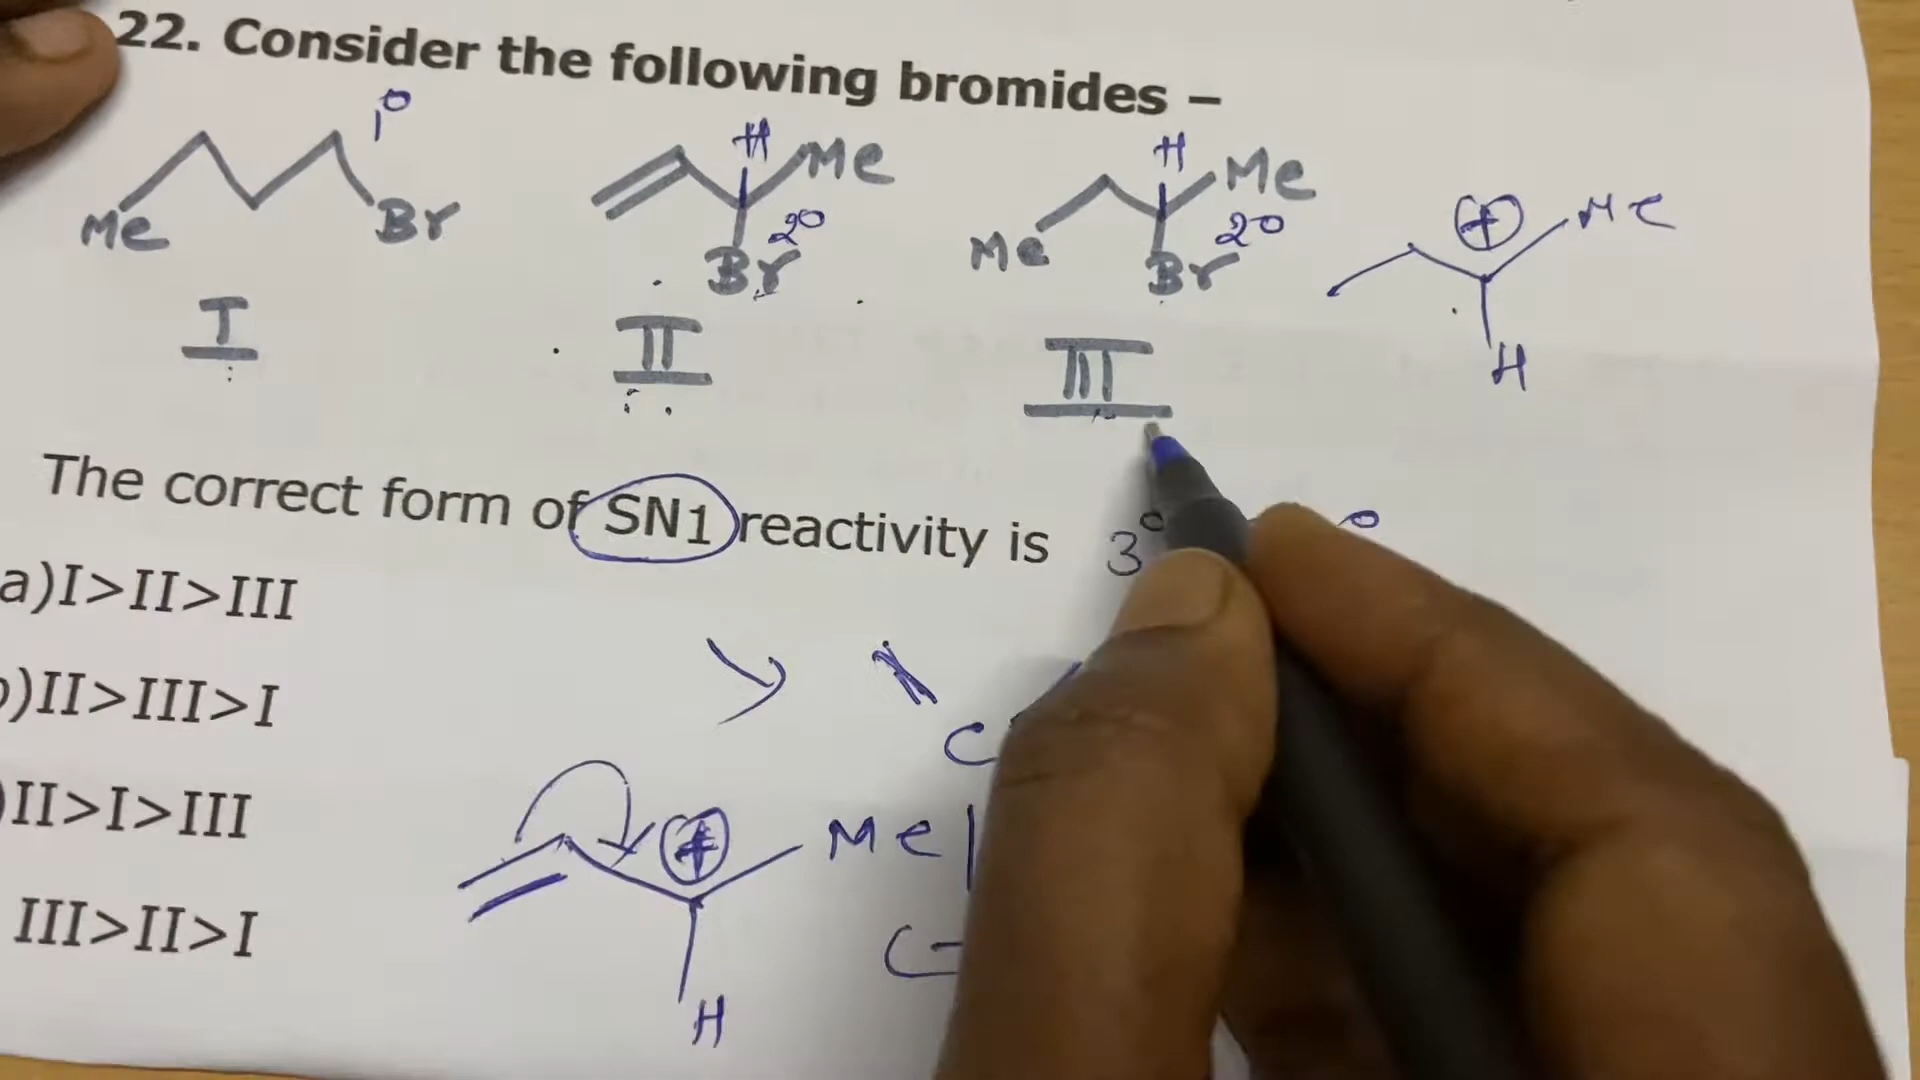 22. Consider the following bromides –
1° H Me H Me
Me Br 2° Br Me 2° Br + Me
H
I II III
The correct form of SN1 reactivity is 3°
a)I>II>III
)II>III>I
)II>I>III
III>II>I
+ Me
H